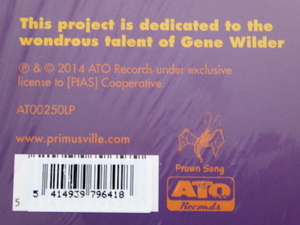 This project is dedicated to the
wondrous talent of Gene Wilder
℗ & © 2014 ATO Records under exclusive
license to [PIAS] Cooperative.
ATO0250LP
www.primusville.com
Prawn Song
ATO
Records
5 414939 796418
5